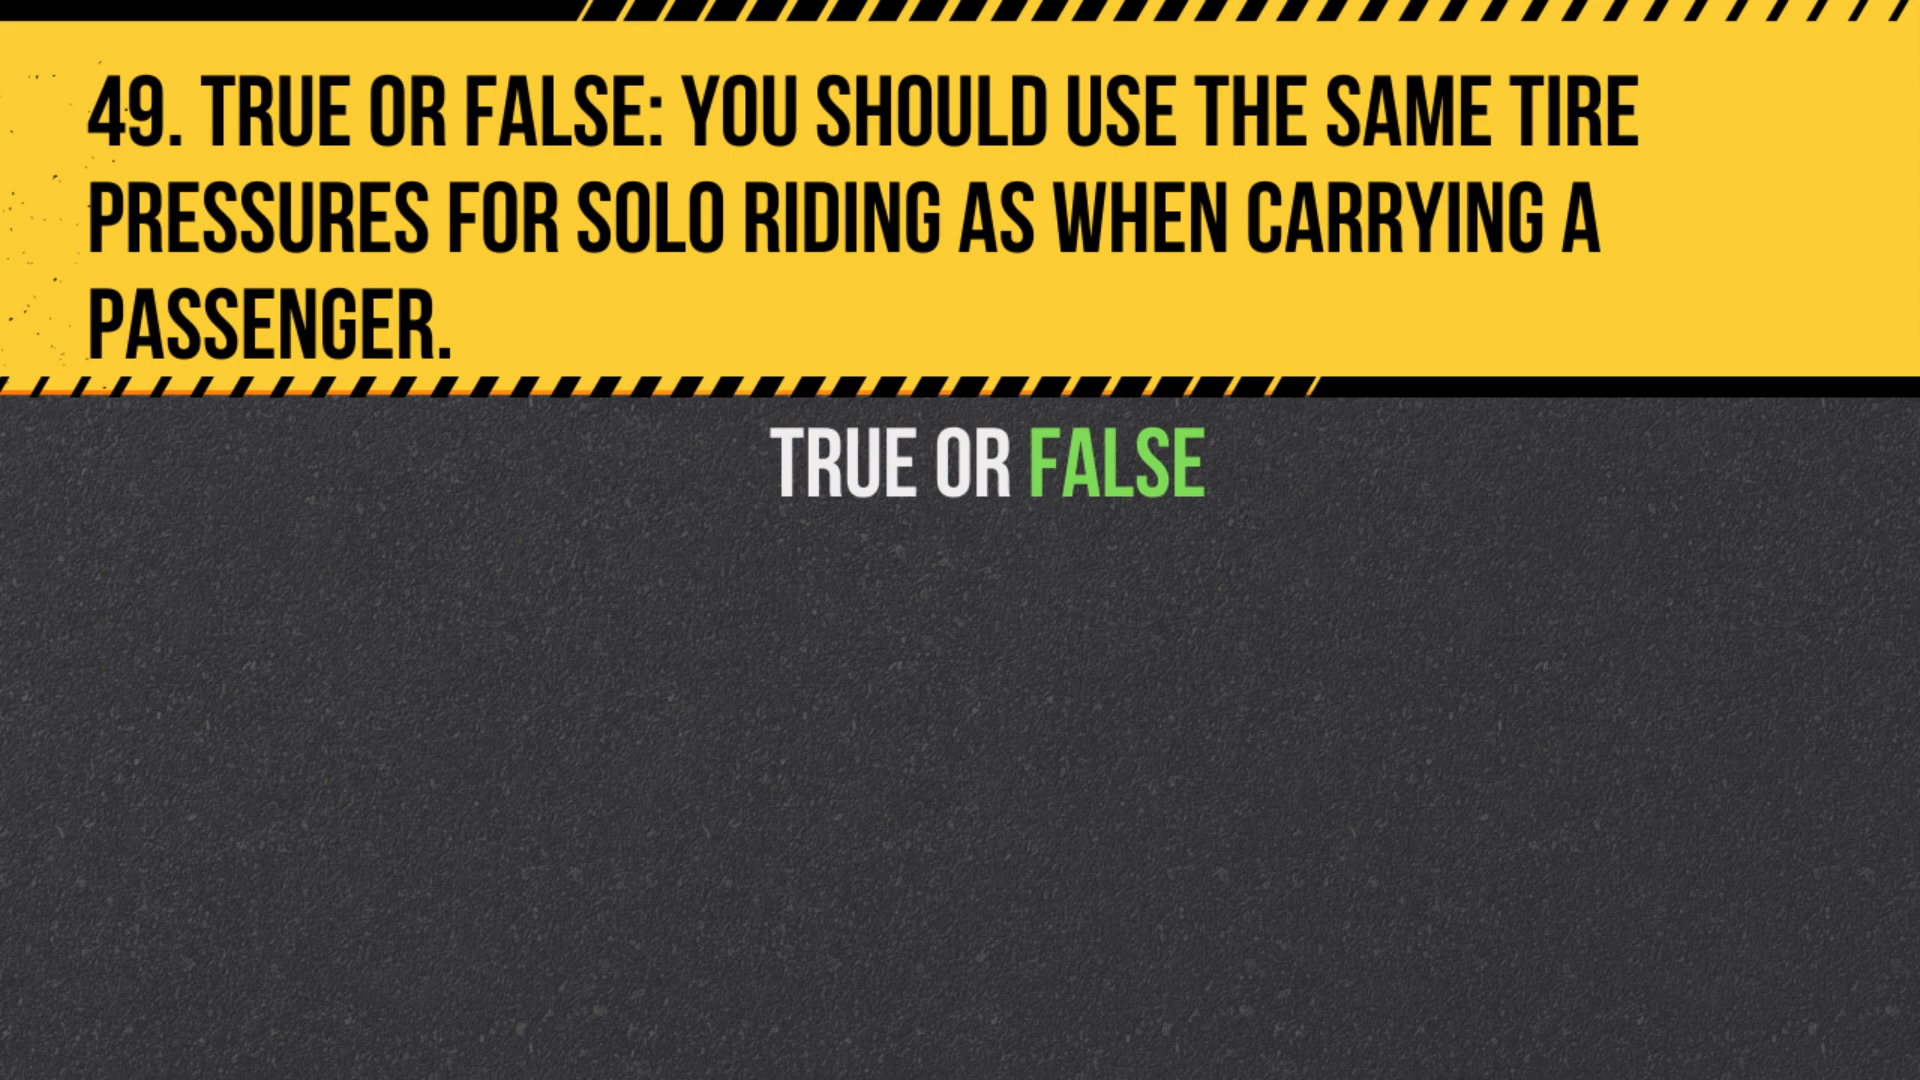 49. TRUE OR FALSE: YOU SHOULD USE THE SAME TIRE
PRESSURES FOR SOLO RIDING AS WHEN CARRYING A
PASSENGER.
TRUE OR FALSE